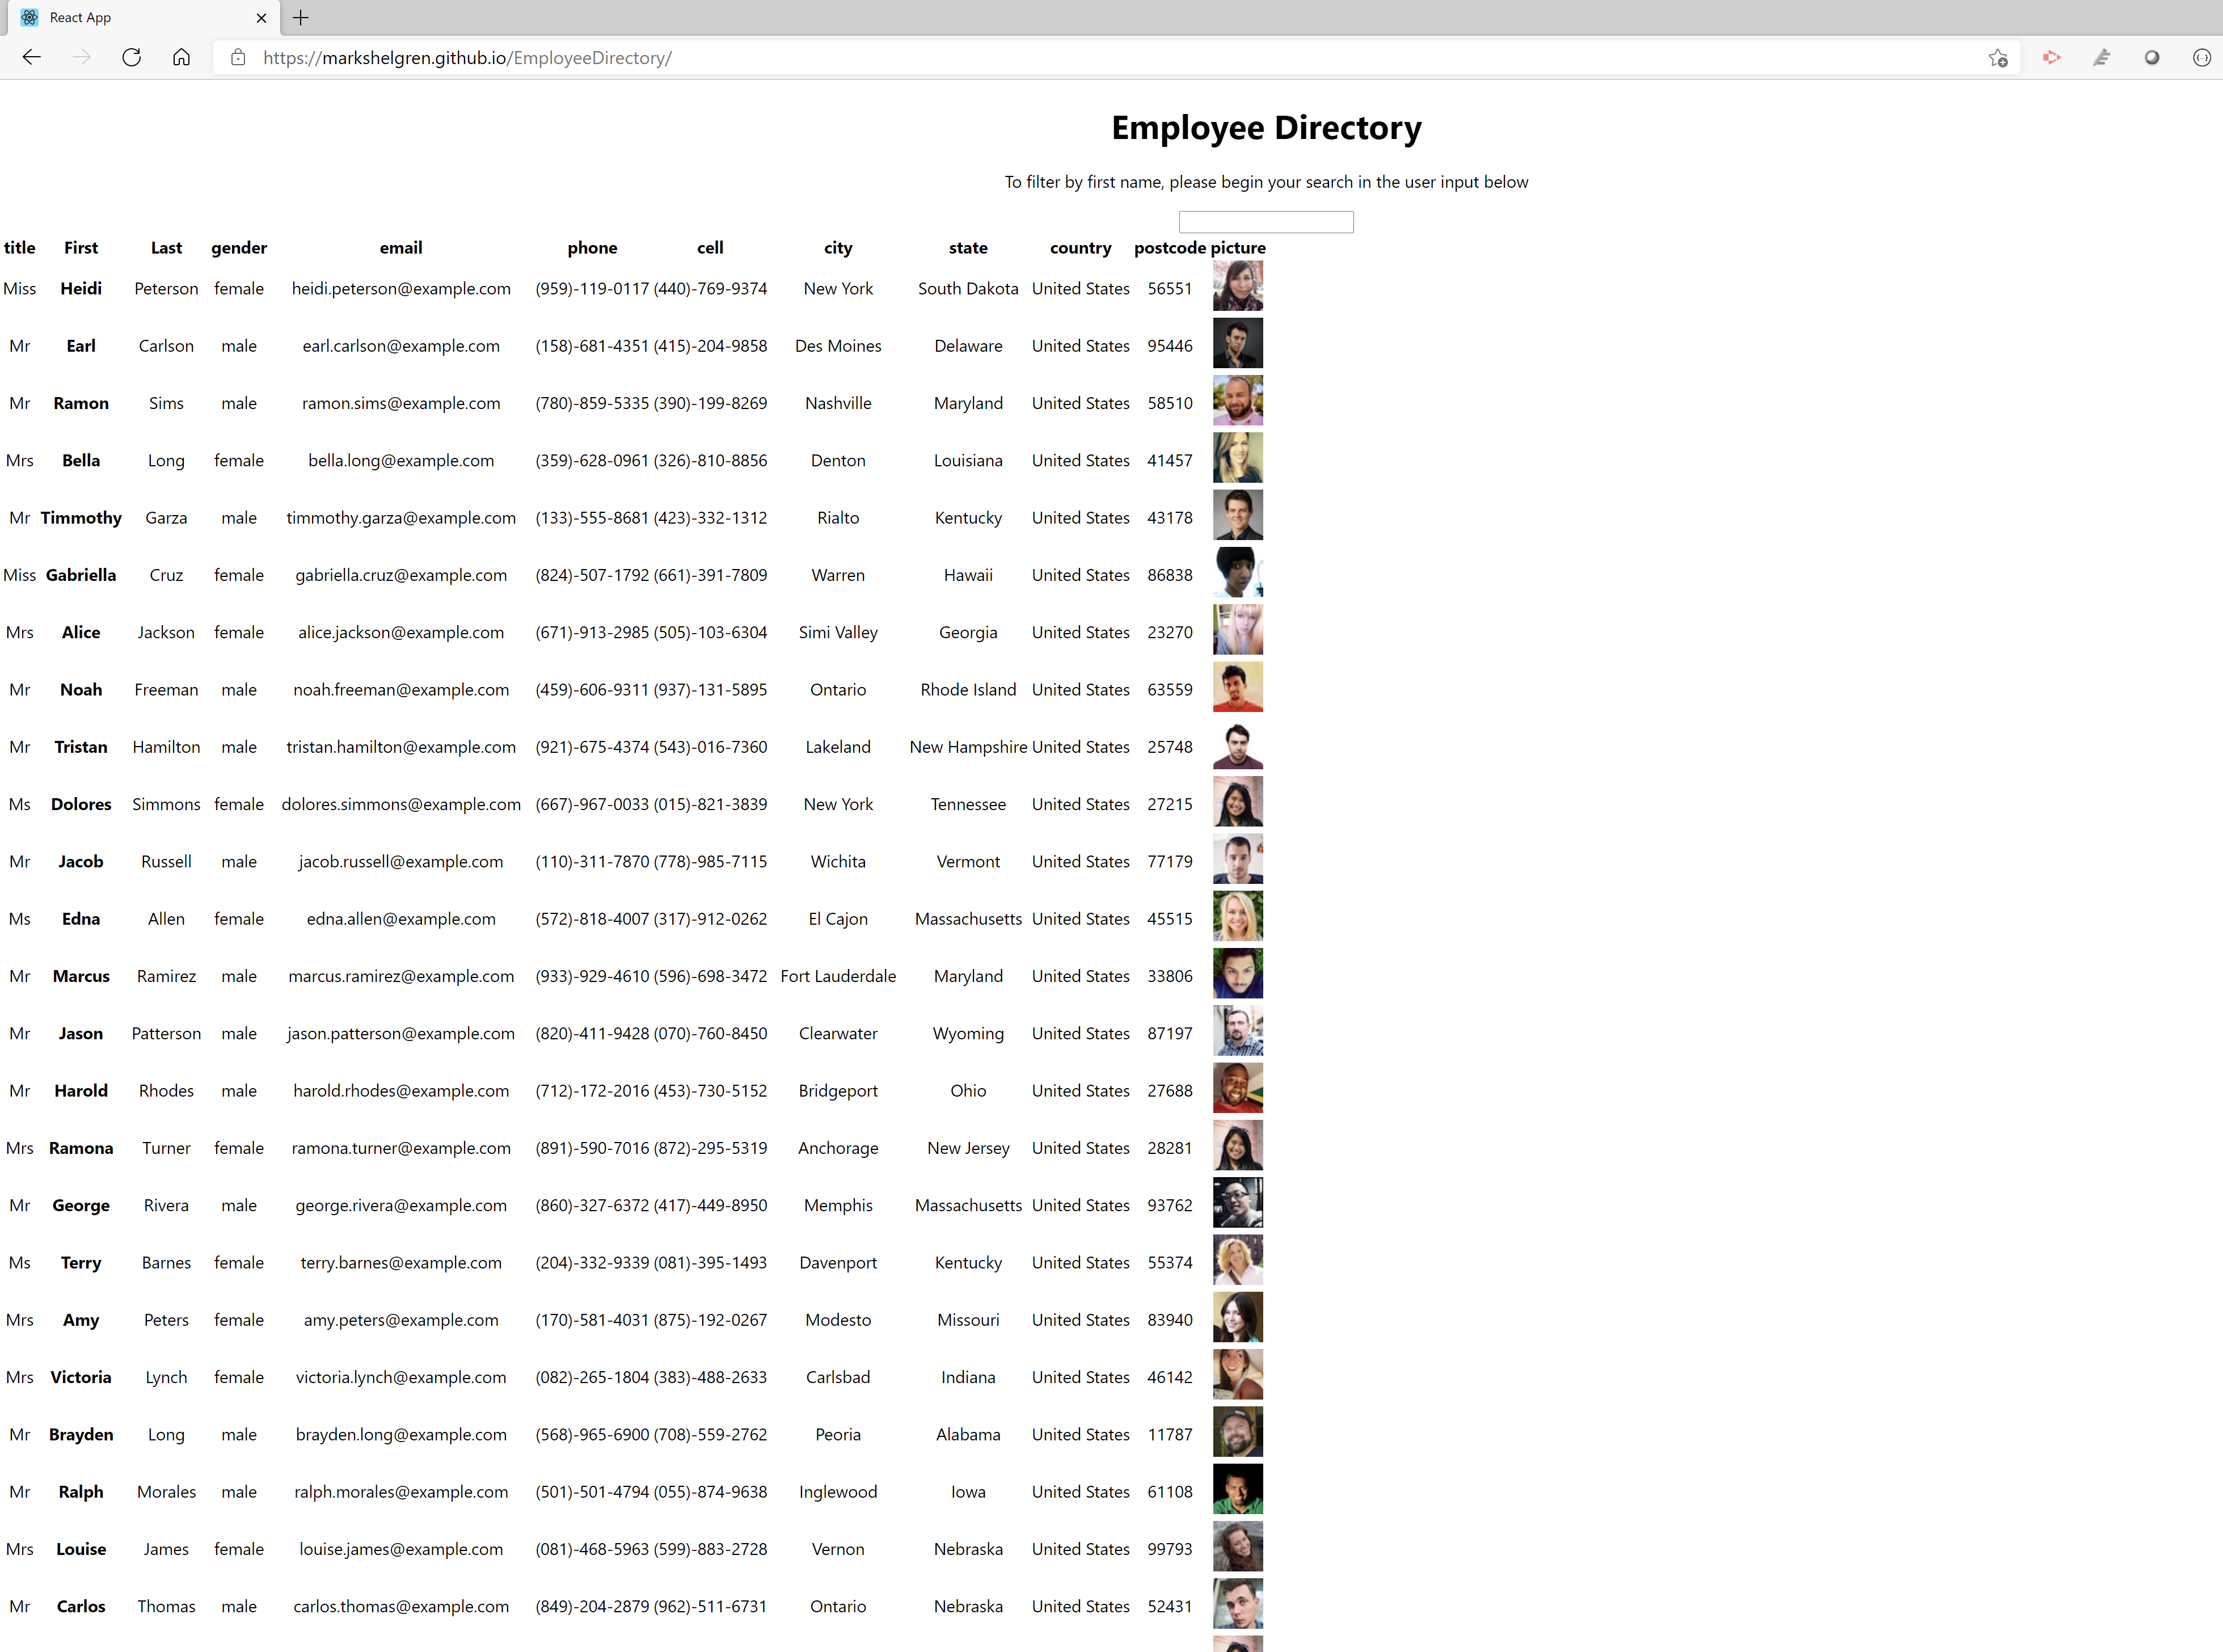 React App
https://markshelgren.github.io/EmployeeDirectory/
Employee Directory
To filter by first name, please begin your search in the user input below
title First Last gender email phone cell city state country postcode picture
Miss Heidi Peterson female heidi.peterson@example.com (959)-119-0117 (440)-769-9374 New York South Dakota United States 56551
Mr Earl Carlson male earl.carlson@example.com (158)-681-4351 (415)-204-9858 Des Moines Delaware United States 95446
Mr Ramon Sims male ramon.sims@example.com (780)-859-5335 (390)-199-8269 Nashville Maryland United States 58510
Mrs Bella Long female bella.long@example.com (359)-628-0961 (326)-810-8856 Denton Louisiana United States 41457
Mr Timmothy Garza male timmothy.garza@example.com (133)-555-8681 (423)-332-1312 Rialto Kentucky United States 43178
Miss Gabriella Cruz female gabriella.cruz@example.com (824)-507-1792 (661)-391-7809 Warren Hawaii United States 86838
Mrs Alice Jackson female alice.jackson@example.com (671)-913-2985 (505)-103-6304 Simi Valley Georgia United States 23270
Mr Noah Freeman male noah.freeman@example.com (459)-606-9311 (937)-131-5895 Ontario Rhode Island United States 63559
Mr Tristan Hamilton male tristan.hamilton@example.com (921)-675-4374 (543)-016-7360 Lakeland New Hampshire United States 25748
Ms Dolores Simmons female dolores.simmons@example.com (667)-967-0033 (015)-821-3839 New York Tennessee United States 27215
Mr Jacob Russell male jacob.russell@example.com (110)-311-7870 (778)-985-7115 Wichita Vermont United States 77179
Ms Edna Allen female edna.allen@example.com (572)-818-4007 (317)-912-0262 El Cajon Massachusetts United States 45515
Mr Marcus Ramirez male marcus.ramirez@example.com (933)-929-4610 (596)-698-3472 Fort Lauderdale Maryland United States 33806
Mr Jason Patterson male jason.patterson@example.com (820)-411-9428 (070)-760-8450 Clearwater Wyoming United States 87197
Mr Harold Rhodes male harold.rhodes@example.com (712)-172-2016 (453)-730-5152 Bridgeport Ohio United States 27688
Mrs Ramona Turner female ramona.turner@example.com (891)-590-7016 (872)-295-5319 Anchorage New Jersey United States 28281
Mr George Rivera male george.rivera@example.com (860)-327-6372 (417)-449-8950 Memphis Massachusetts United States 93762
Ms Terry Barnes female terry.barnes@example.com (204)-332-9339 (081)-395-1493 Davenport Kentucky United States 55374
Mrs Amy Peters female amy.peters@example.com (170)-581-4031 (875)-192-0267 Modesto Missouri United States 83940
Mrs Victoria Lynch female victoria.lynch@example.com (082)-265-1804 (383)-488-2633 Carlsbad Indiana United States 46142
Mr Brayden Long male brayden.long@example.com (568)-965-6900 (708)-559-2762 Peoria Alabama United States 11787
Mr Ralph Morales male ralph.morales@example.com (501)-501-4794 (055)-874-9638 Inglewood Iowa United States 61108
Mrs Louise James female louise.james@example.com (081)-468-5963 (599)-883-2728 Vernon Nebraska United States 99793
Mr Carlos Thomas male carlos.thomas@example.com (849)-204-2879 (962)-511-6731 Ontario Nebraska United States 52431